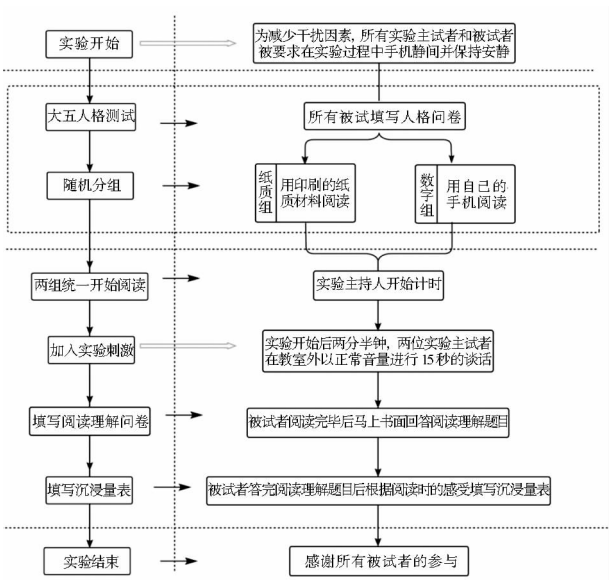 实验开始
为减少干扰因素，所有实验主试者和被试者
被要求在实验过程中手机静间并保持安静
大五人格测试
所有被试填写人格问卷
随机分组
纸质组
用印刷的纸
质材料阅读
数字组
用自己的
手机阅读
两组统一开始阅读
实验主持人开始计时
加入实验刺激
实验开始后两分半钟，两位实验主试者
在教室外以正常音量进行15秒的谈话
填写阅读理解问卷
被试者阅读完毕后马上书面回答阅读理解题目
填写沉浸量表
被试者答完阅读理解题目后根据阅读时的感受填写沉浸量表
实验结束
感谢所有被试者的参与